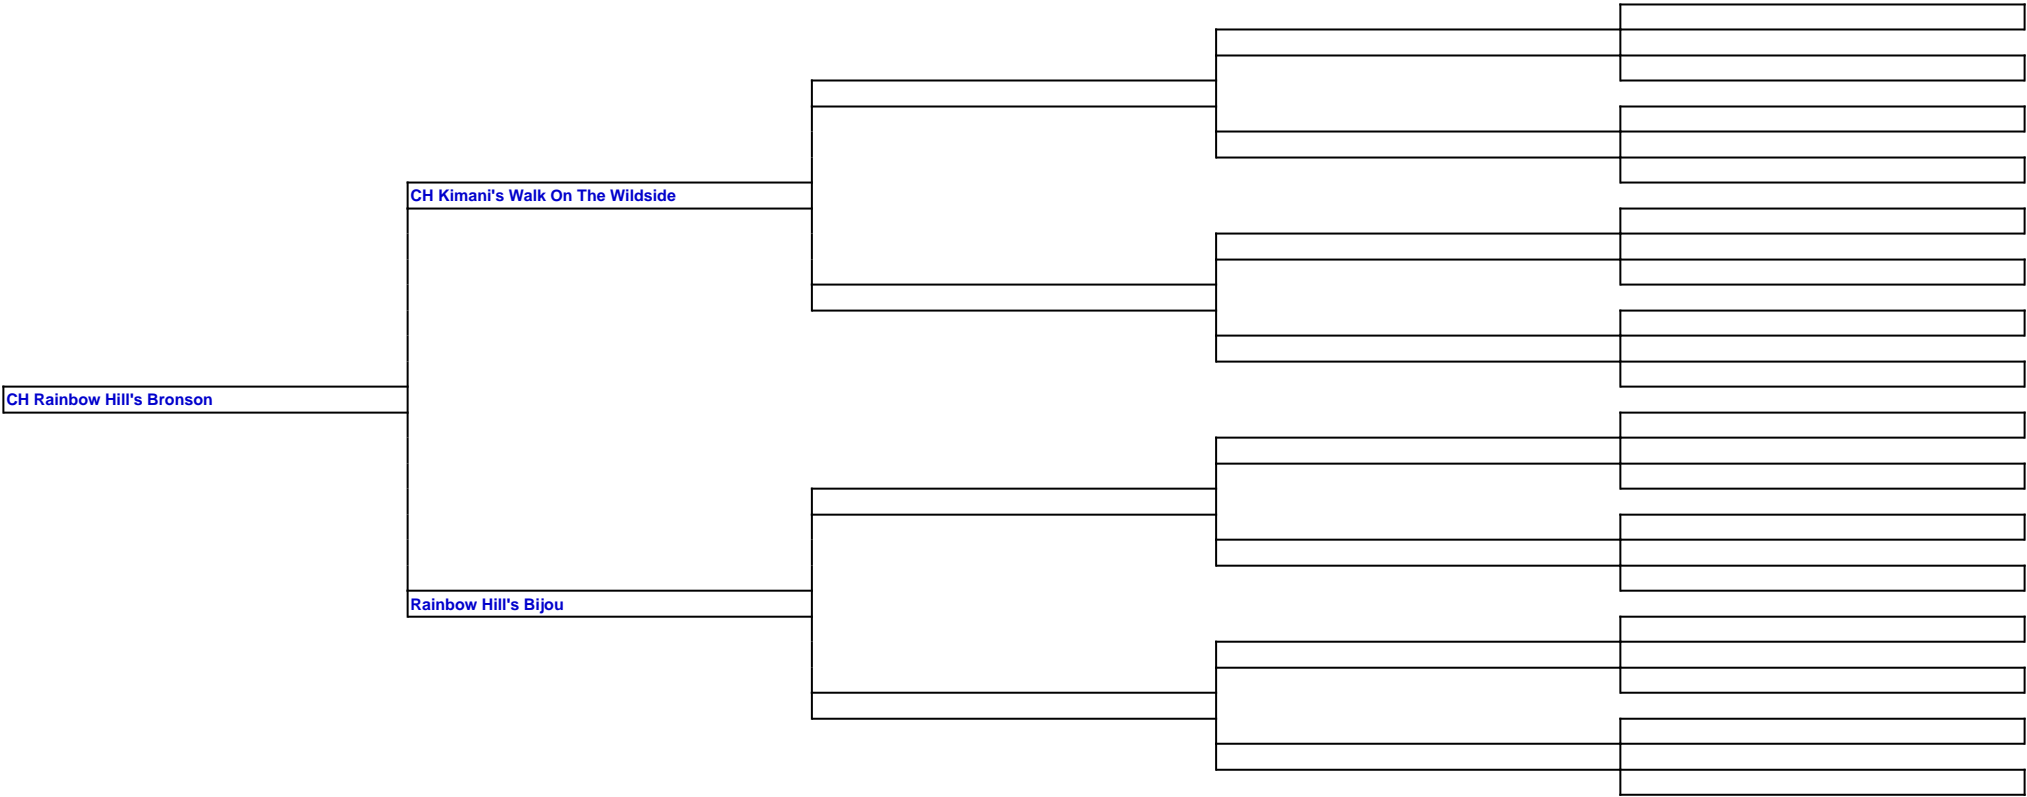 CH Kimani's Walk On The Wildside
CH Rainbow Hill's Bronson
Rainbow Hill's Bijou